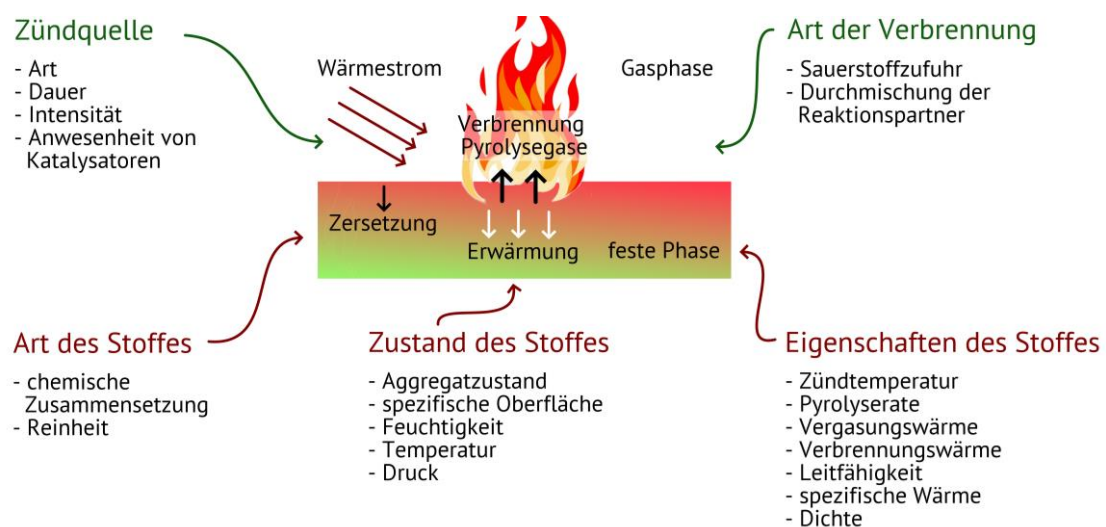 Zündquelle
- Art
- Dauer
- Intensität
- Anwesenheit von
Katalysatoren
Wärmestrom
Gasphase
Verbrennung
Pyrolysegase
Zersetzung
Erwärmung
feste Phase
Art der Verbrennung
- Sauerstoffzufuhr
- Durchmischung der
Reaktionspartner
Art des Stoffes
- chemische
Zusammensetzung
- Reinheit
Zustand des Stoffes
- Aggregatzustand
- spezifische Oberfläche
- Feuchtigkeit
- Temperatur
- Druck
Eigenschaften des Stoffes
- Zündtemperatur
- Pyrolyserate
- Vergasungswärme
- Verbrennungswärme
- Leitfähigkeit
- spezifische Wärme
- Dichte